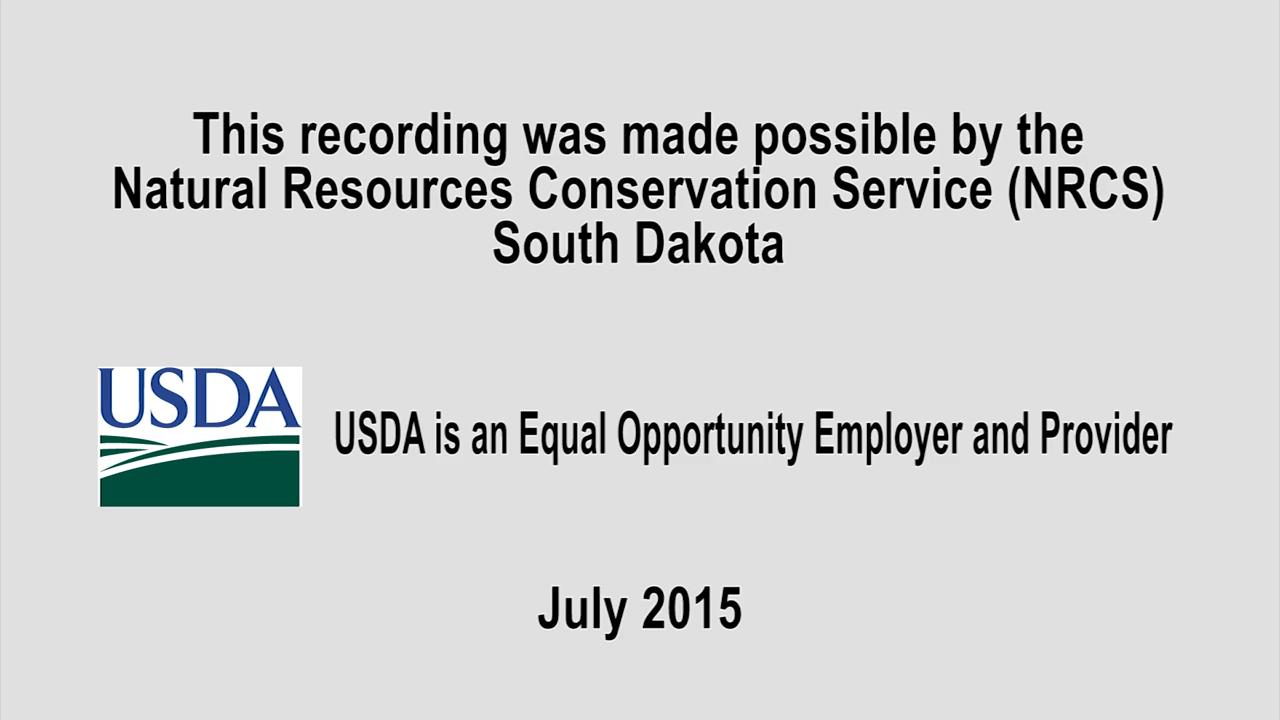 This recording was made possible by the
Natural Resources Conservation Service (NRCS)
South Dakota
USDA
USDA is an Equal Opportunity Employer and Provider
July 2015